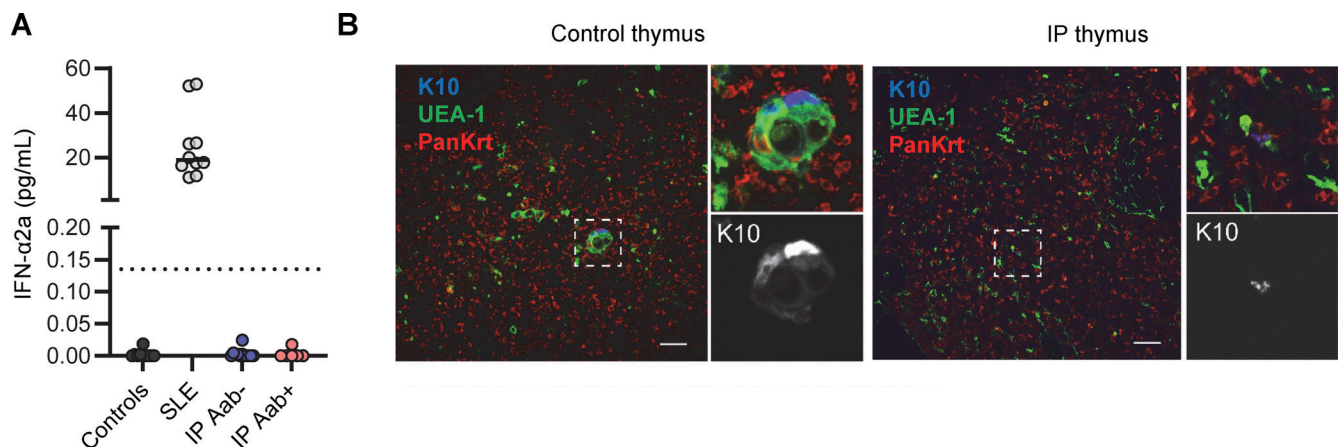 A
B
Control thymus
IP thymus
IFN-α2a (pg/mL)
60
40
20
0.20
0.15
0.10
0.05
0.00
Controls
SLE
IP Aab-
IP Aab+
K10
UEA-1
PanKrt
K10
K10
UEA-1
PanKrt
K10